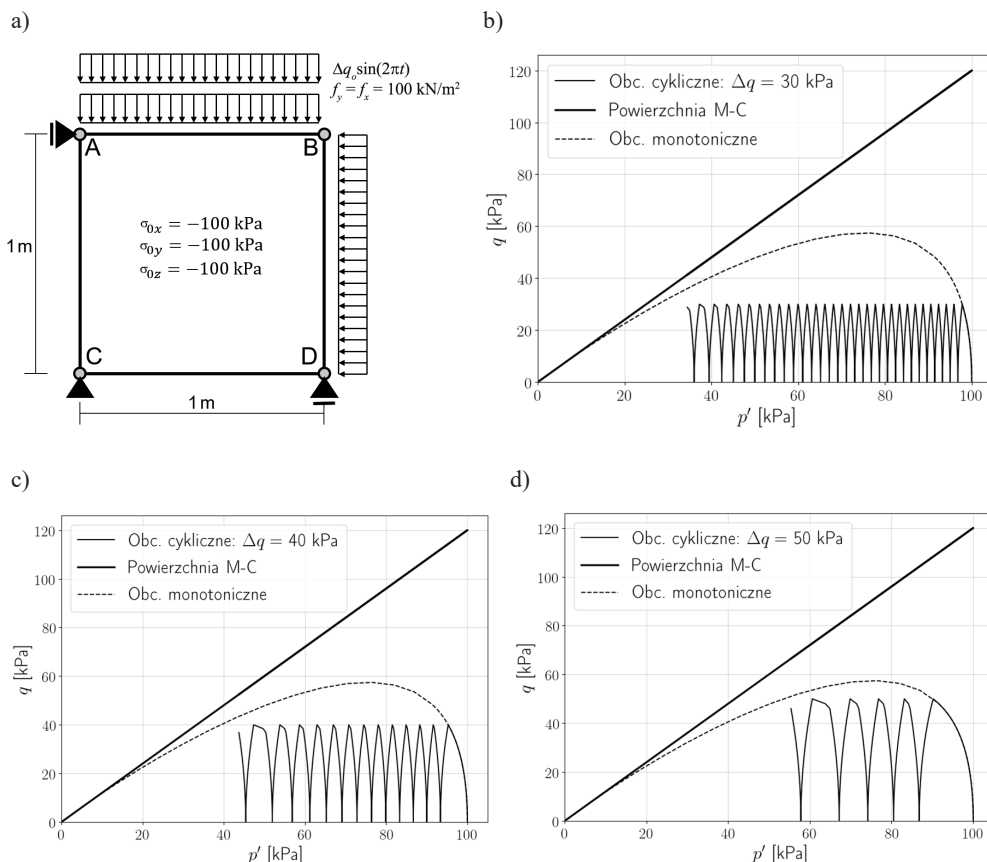 a)
Δqₒsin(2πt)
f_y = f_x = 100 kN/m²
A
B
1 m
σ₀ₓ = −100 kPa
σ₀y = −100 kPa
σ₀z = −100 kPa
C
D
1 m
b)
120
100
80
60
40
20
0
q [kPa]
Obc. cykliczne: Δq = 30 kPa
Powierzchnia M-C
Obc. monotoniczne
0 20 40 60 80 100
p′ [kPa]
c)
120
100
80
60
40
20
0
q [kPa]
Obc. cykliczne: Δq = 40 kPa
Powierzchnia M-C
Obc. monotoniczne
0 20 40 60 80 100
p′ [kPa]
d)
120
100
80
60
40
20
0
q [kPa]
Obc. cykliczne: Δq = 50 kPa
Powierzchnia M-C
Obc. monotoniczne
0 20 40 60 80 100
p′ [kPa]